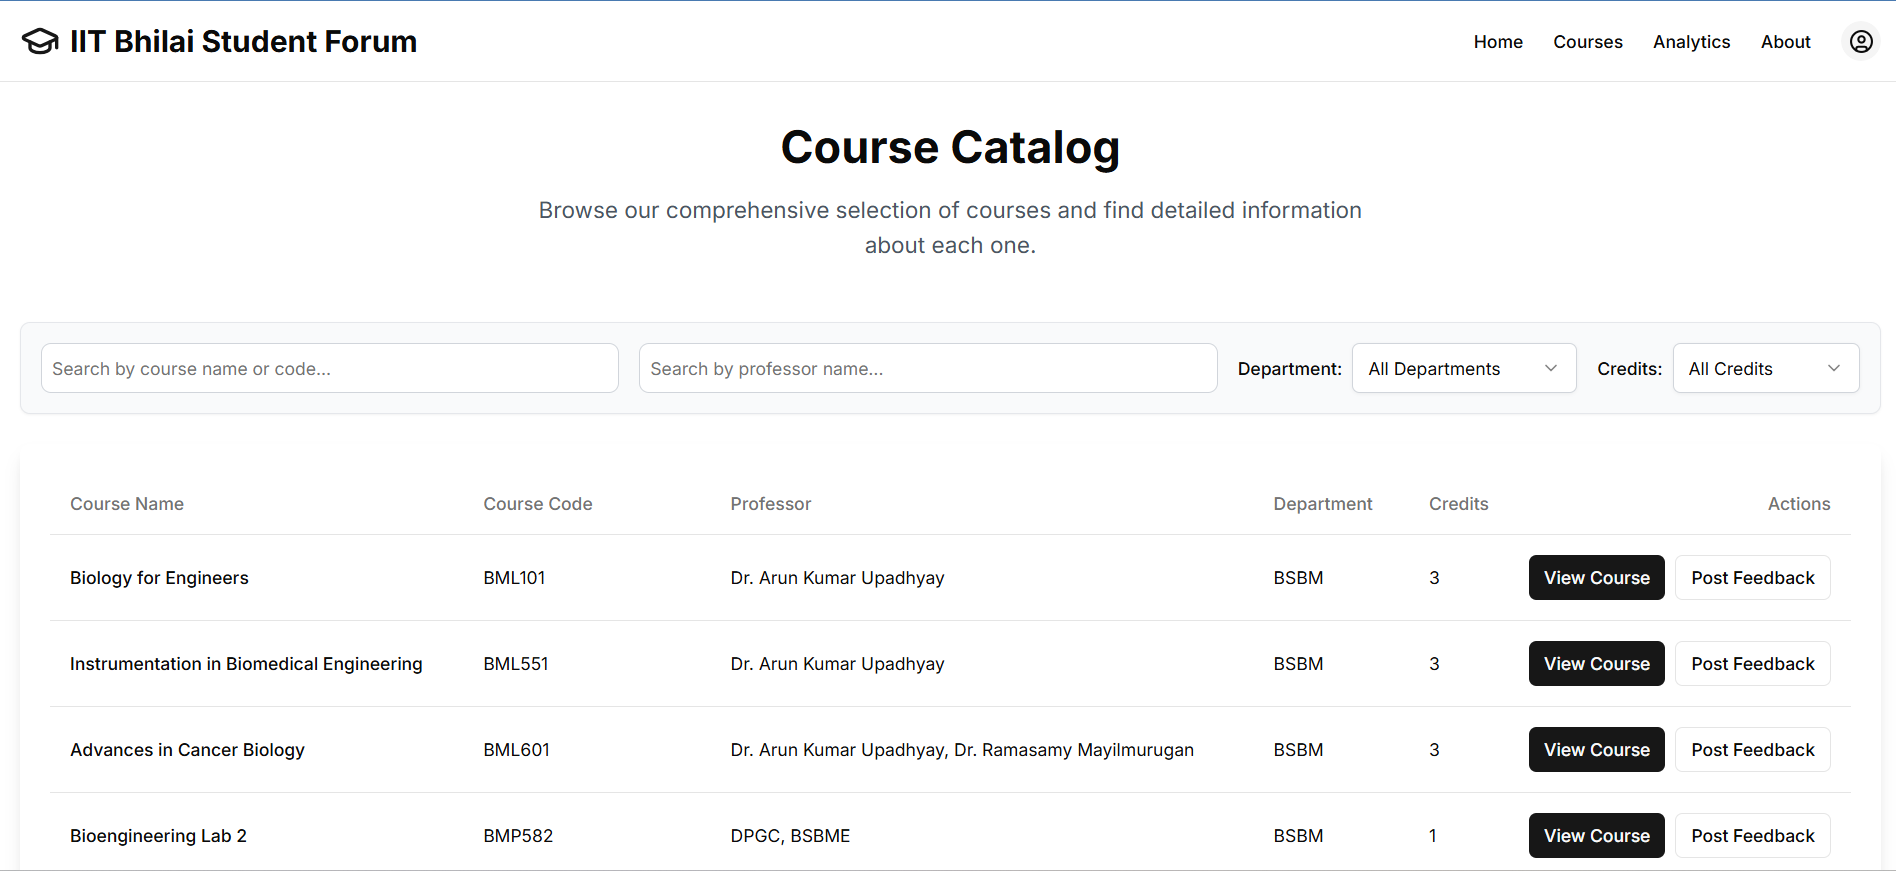 IIT Bhilai Student Forum
Home Courses Analytics About
Course Catalog
Browse our comprehensive selection of courses and find detailed information
about each one.
Search by course name or code... Search by professor name... Department: All Departments Credits: All Credits
Course Name Course Code Professor Department Credits Actions
Biology for Engineers BML101 Dr. Arun Kumar Upadhyay BSBM 3 View Course Post Feedback
Instrumentation in Biomedical Engineering BML551 Dr. Arun Kumar Upadhyay BSBM 3 View Course Post Feedback
Advances in Cancer Biology BML601 Dr. Arun Kumar Upadhyay, Dr. Ramasamy Mayilmurugan BSBM 3 View Course Post Feedback
Bioengineering Lab 2 BMP582 DPGC, BSBME BSBM 1 View Course Post Feedback